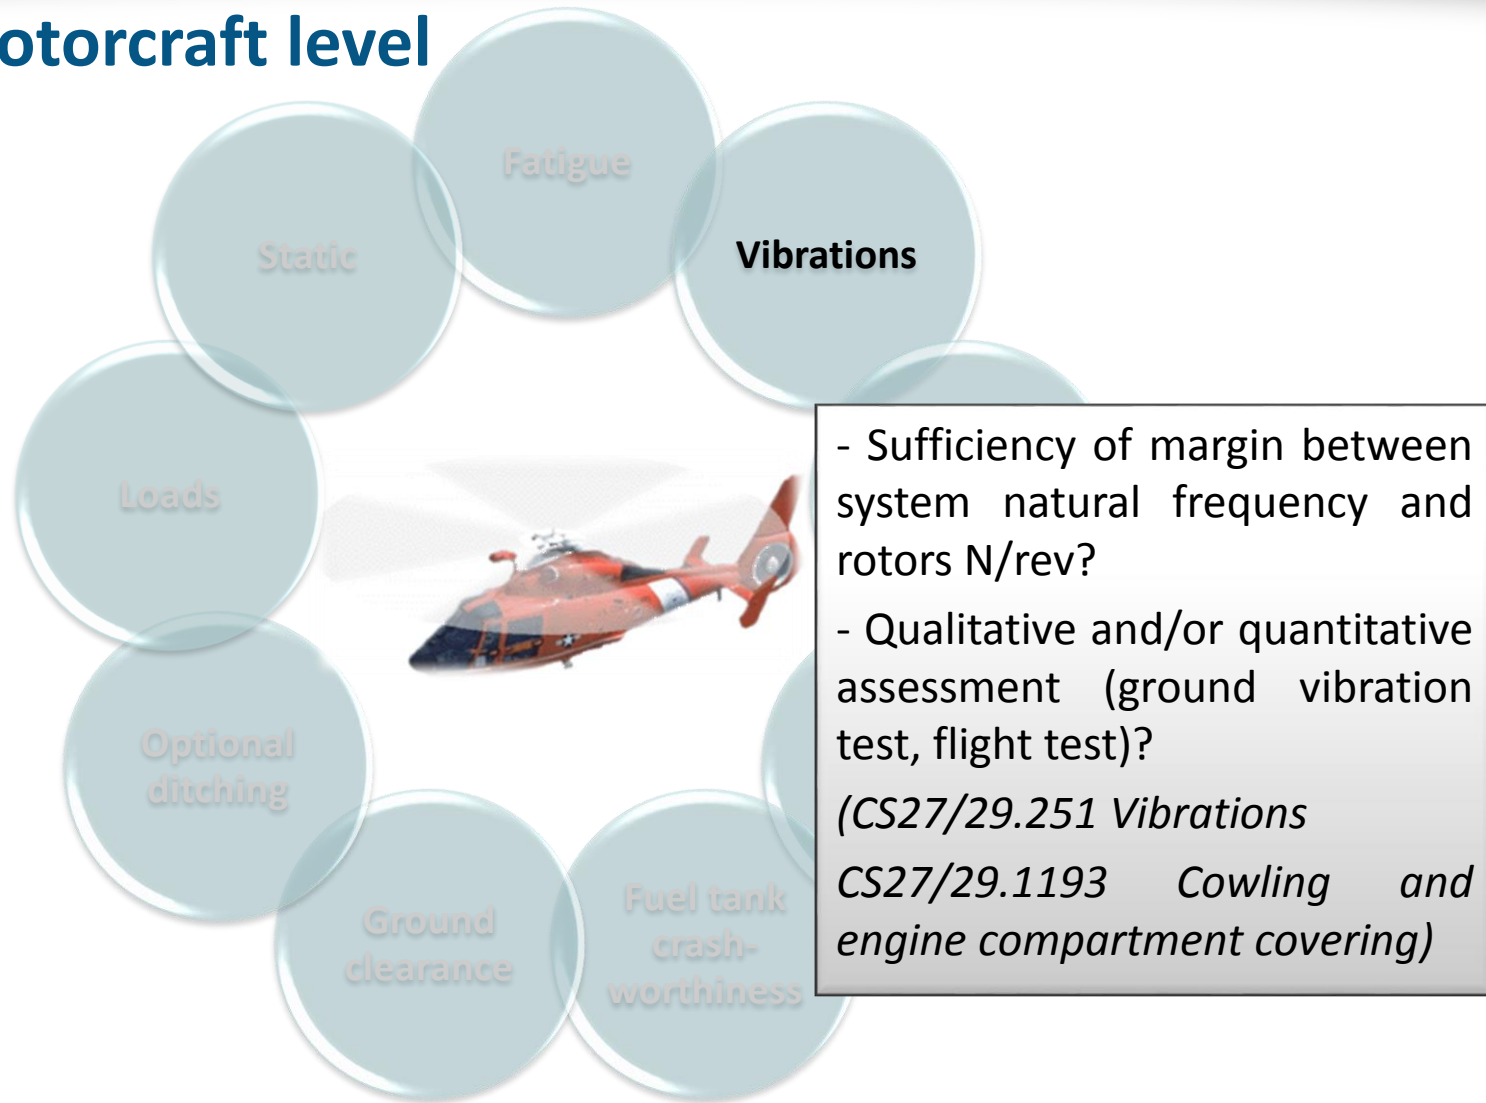 otorcraft level
Fatigue
Static
Vibrations
Loads
Optional
ditching
Ground
clearance
Fuel tank
crash-
worthiness
- Sufficiency of margin between
system natural frequency and
rotors N/rev?
- Qualitative and/or quantitative
assessment (ground vibration
test, flight test)?
(CS27/29.251 Vibrations
CS27/29.1193 Cowling and
engine compartment covering)